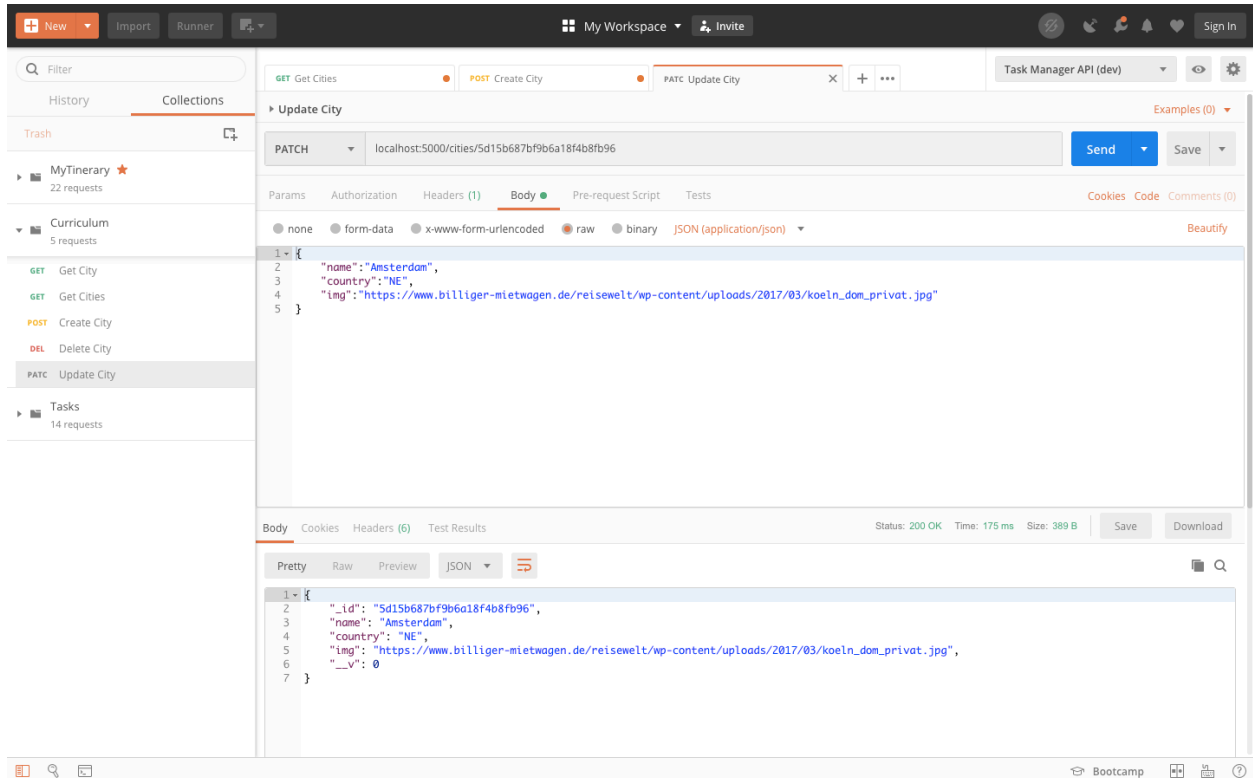 New Import Runner My Workspace Invite Sign In
Filter
History Collections
Trash
MyTinerary
22 requests
Curriculum
5 requests
GET Get City
GET Get Cities
POST Create City
DEL Delete City
PATC Update City
Tasks
14 requests
GET Get Cities POST Create City PATC Update City Task Manager API (dev)
Update City Examples (0)
PATCH localhost:5000/cities/5d15b687bf9b6a18f4b8fb96 Send Save
Params Authorization Headers (1) Body Pre-request Script Tests Cookies Code Comments (0)
none form-data x-www-form-urlencoded raw binary JSON (application/json) Beautify
1 {
2 "name":"Amsterdam",
3 "country":"NE",
4 "img":"https://www.billiger-mietwagen.de/reisewelt/wp-content/uploads/2017/03/koeln_dom_privat.jpg"
5 }
Body Cookies Headers (6) Test Results Status: 200 OK Time: 175 ms Size: 389 B Save Download
Pretty Raw Preview JSON
1 {
2 "_id": "5d15b687bf9b6a18f4b8fb96",
3 "name": "Amsterdam",
4 "country": "NE",
5 "img": "https://www.billiger-mietwagen.de/reisewelt/wp-content/uploads/2017/03/koeln_dom_privat.jpg",
6 "__v": 0
7 }
Bootcamp